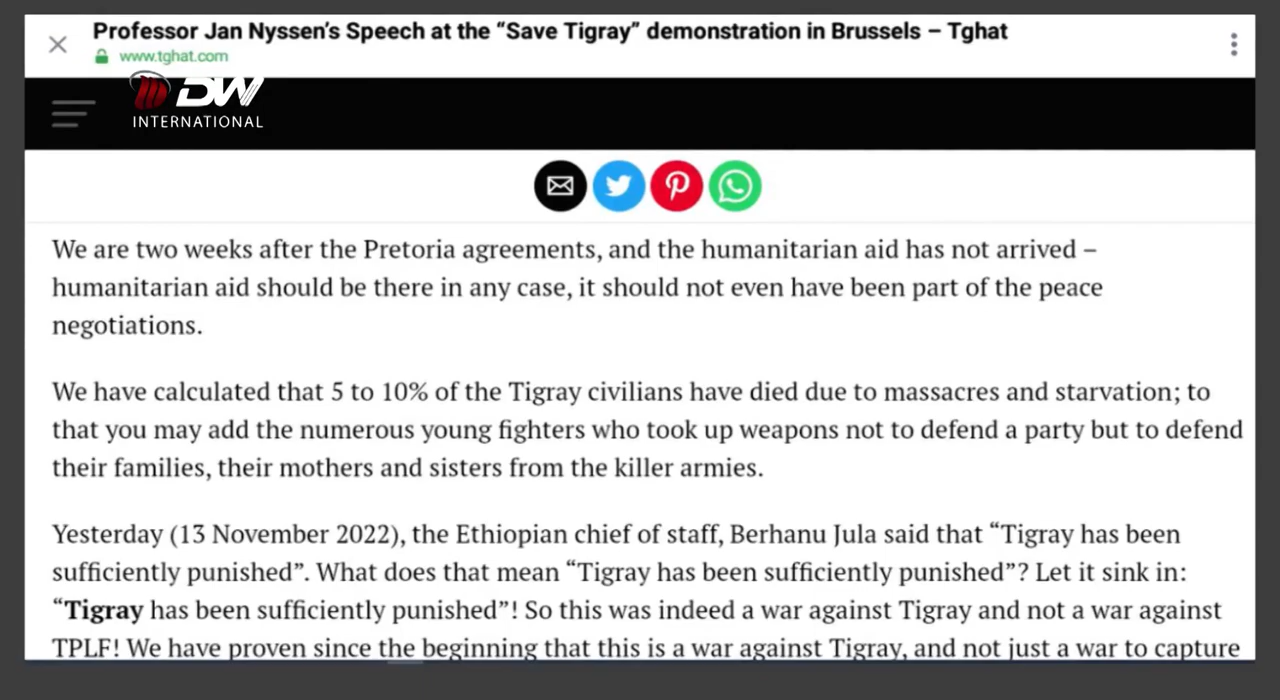 Professor Jan Nyssen’s Speech at the “Save Tigray” demonstration in Brussels – Tghat
www.tghat.com
DW
INTERNATIONAL
We are two weeks after the Pretoria agreements, and the humanitarian aid has not arrived –
humanitarian aid should be there in any case, it should not even have been part of the peace
negotiations.
We have calculated that 5 to 10% of the Tigray civilians have died due to massacres and starvation; to
that you may add the numerous young fighters who took up weapons not to defend a party but to defend
their families, their mothers and sisters from the killer armies.
Yesterday (13 November 2022), the Ethiopian chief of staff, Berhanu Jula said that “Tigray has been
sufficiently punished”. What does that mean “Tigray has been sufficiently punished”? Let it sink in:
“Tigray has been sufficiently punished”! So this was indeed a war against Tigray and not a war against
TPLF! We have proven since the beginning that this is a war against Tigray, and not just a war to capture